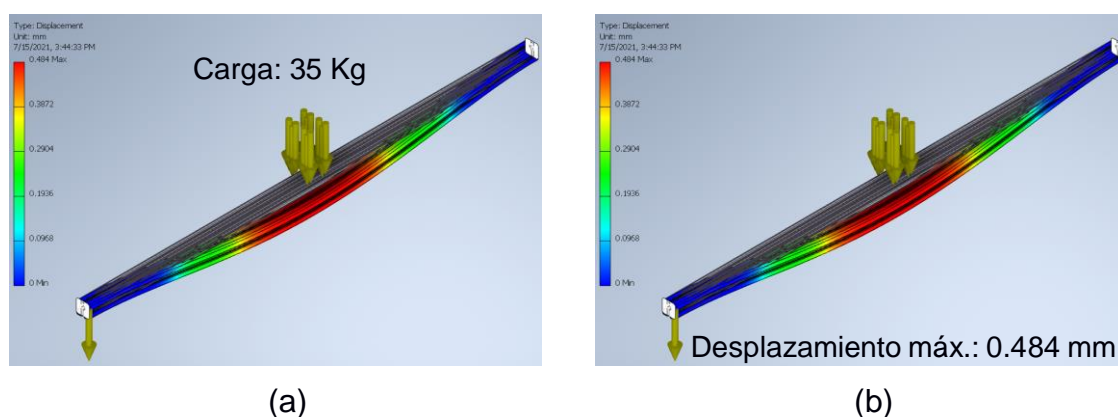 Type: Displacement
Unit: mm
7/15/2021, 3:44:33 PM
0.484 Max
0.3872
0.2904
0.1936
0.0968
0 Min
Carga: 35 Kg
(a)
Type: Displacement
Unit: mm
7/15/2021, 3:44:33 PM
0.484 Max
0.3872
0.2904
0.1936
0.0968
0 Min
Desplazamiento máx.: 0.484 mm
(b)